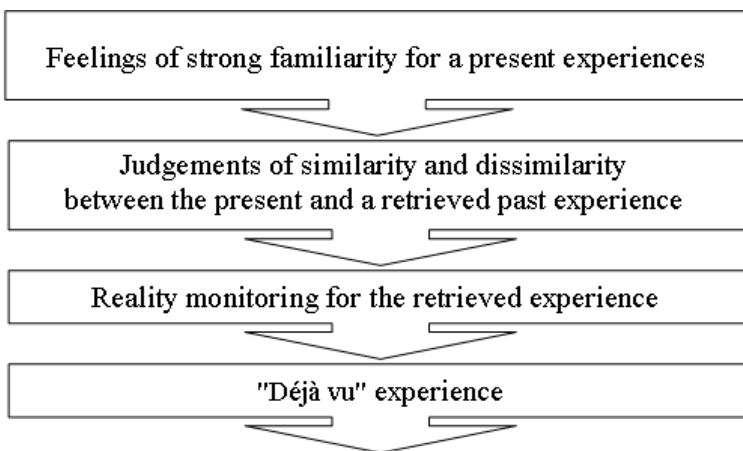 Feelings of strong familiarity for a present experiences
Judgements of similarity and dissimilarity
between the present and a retrieved past experience
Reality monitoring for the retrieved experience
"Déjà vu" experience